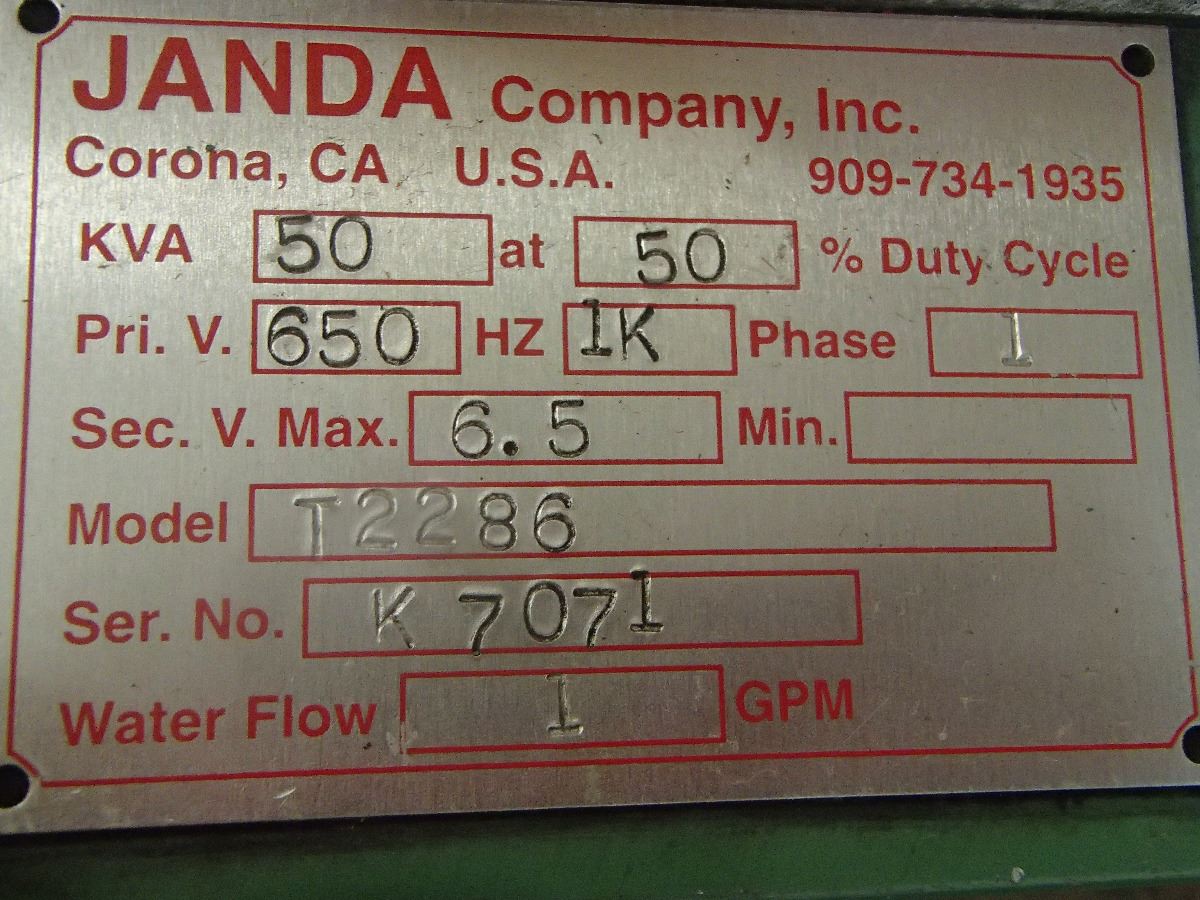 JANDA Company, Inc.
Corona, CA U.S.A. 909-734-1935
KVA 50 at 50 % Duty Cycle
Pri. V. 650 HZ 1K Phase 1
Sec. V. Max. 6.5 Min.
Model T2286
Ser. No. K 7071
Water Flow 1 GPM